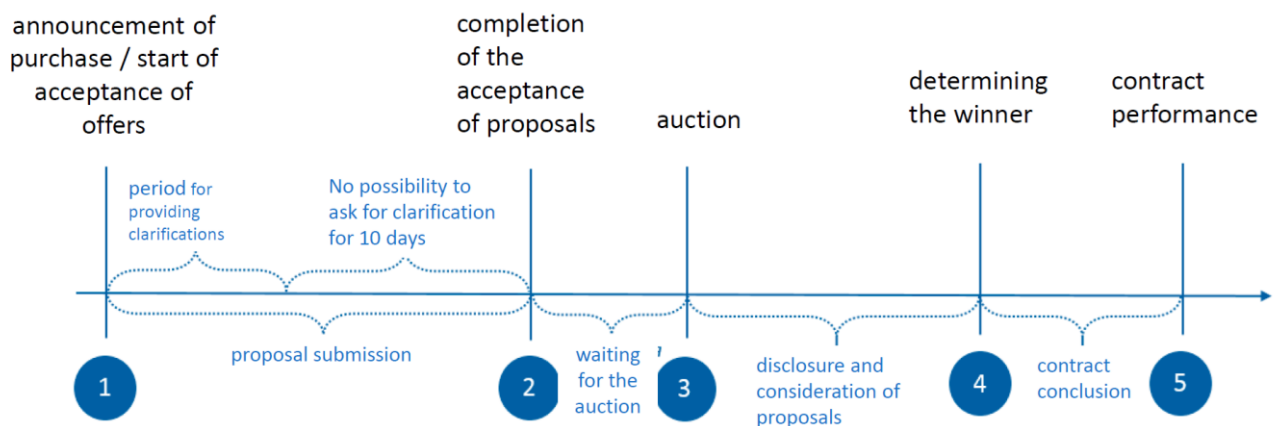 announcement of
purchase / start of
acceptance of
offers
completion
of the
acceptance
of proposals
auction
determining
the winner
contract
performance
period for
providing
clarifications
No possibility to
ask for clarification
for 10 days
proposal submission
waiting
for the
auction
disclosure and
consideration of
proposals
contract
conclusion
1
2
3
4
5